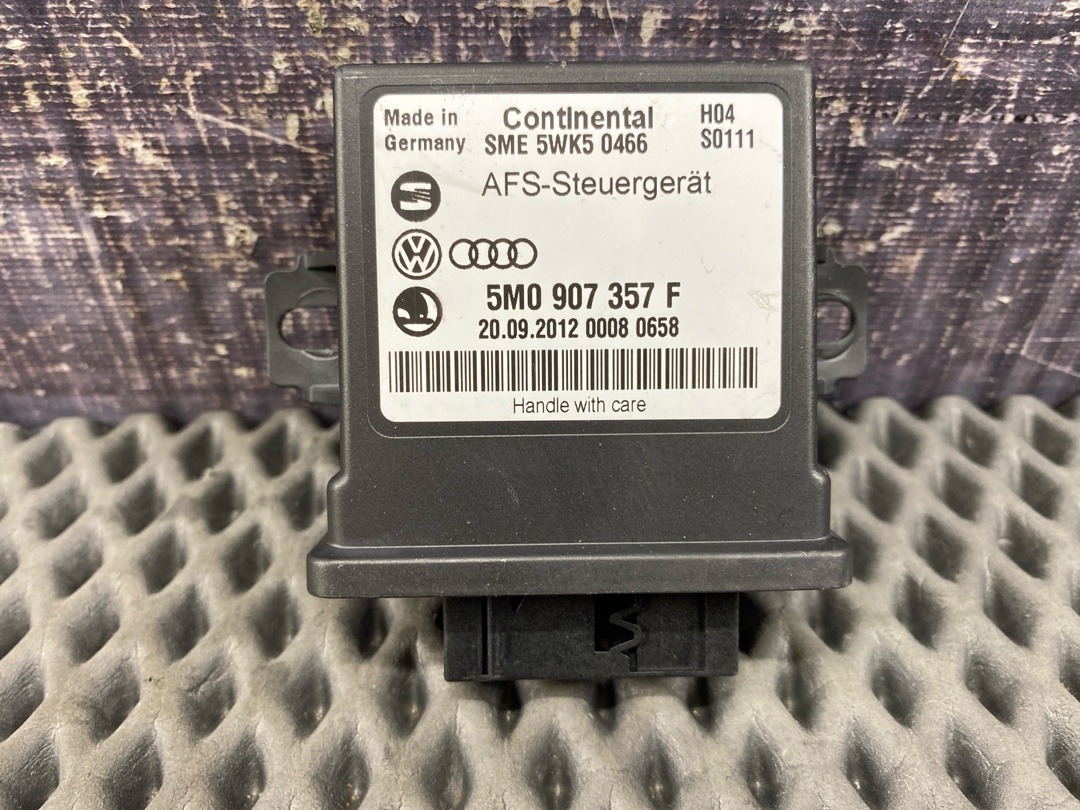 Made in Germany
Continental
SME 5WK5 0466
H04
S0111
AFS-Steuergerät
5M0 907 357 F
20.09.2012 0008 0658
Handle with care